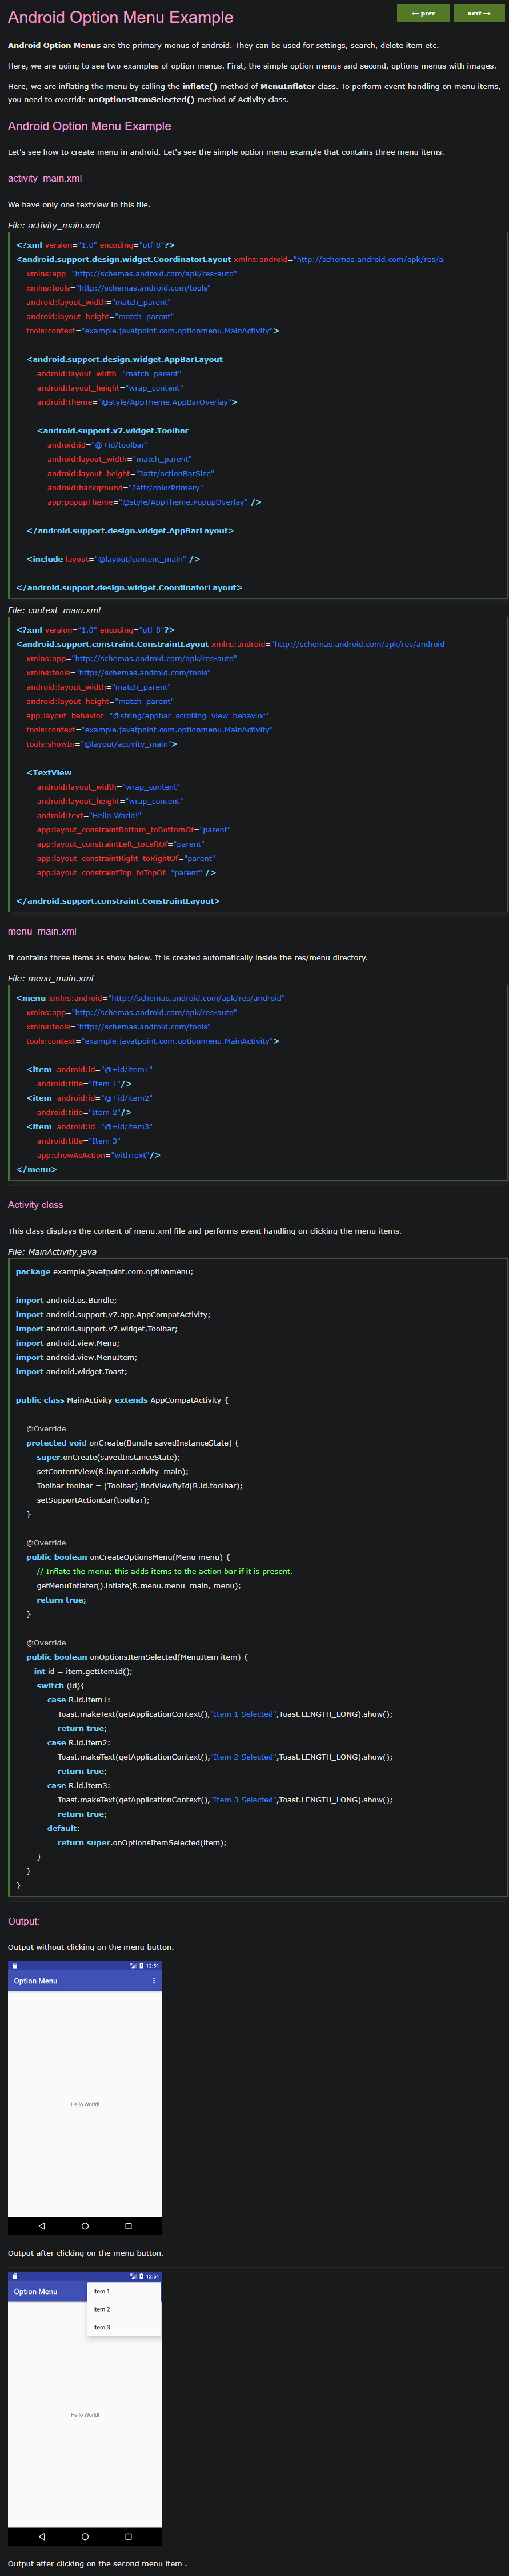 Android Option Menu Example
← prev
next →
Android Option Menus are the primary menus of android. They can be used for settings, search, delete item etc.
Here, we are going to see two examples of option menus. First, the simple option menus and second, options menus with images.
Here, we are inflating the menu by calling the inflate() method of MenuInflater class. To perform event handling on menu items,
you need to override onOptionsItemSelected() method of Activity class.
Android Option Menu Example
Let's see how to create menu in android. Let's see the simple option menu example that contains three menu items.
activity_main.xml
We have only one textview in this file.
File: activity_main.xml
<?xml version="1.0" encoding="utf-8"?>
<android.support.design.widget.CoordinatorLayout xmlns:android="http://schemas.android.com/apk/res/a
xmlns:app="http://schemas.android.com/apk/res-auto"
xmlns:tools="http://schemas.android.com/tools"
android:layout_width="match_parent"
android:layout_height="match_parent"
tools:context="example.javatpoint.com.optionmenu.MainActivity">
<android.support.design.widget.AppBarLayout
android:layout_width="match_parent"
android:layout_height="wrap_content"
android:theme="@style/AppTheme.AppBarOverlay">
<android.support.v7.widget.Toolbar
android:id="@+id/toolbar"
android:layout_width="match_parent"
android:layout_height="?attr/actionBarSize"
android:background="?attr/colorPrimary"
app:popupTheme="@style/AppTheme.PopupOverlay" />
</android.support.design.widget.AppBarLayout>
<include layout="@layout/content_main" />
</android.support.design.widget.CoordinatorLayout>
File: context_main.xml
<?xml version="1.0" encoding="utf-8"?>
<android.support.constraint.ConstraintLayout xmlns:android="http://schemas.android.com/apk/res/android
xmlns:app="http://schemas.android.com/apk/res-auto"
xmlns:tools="http://schemas.android.com/tools"
android:layout_width="match_parent"
android:layout_height="match_parent"
app:layout_behavior="@string/appbar_scrolling_view_behavior"
tools:context="example.javatpoint.com.optionmenu.MainActivity"
tools:showIn="@layout/activity_main">
<TextView
android:layout_width="wrap_content"
android:layout_height="wrap_content"
android:text="Hello World!"
app:layout_constraintBottom_toBottomOf="parent"
app:layout_constraintLeft_toLeftOf="parent"
app:layout_constraintRight_toRightOf="parent"
app:layout_constraintTop_toTopOf="parent" />
</android.support.constraint.ConstraintLayout>
menu_main.xml
It contains three items as show below. It is created automatically inside the res/menu directory.
File: menu_main.xml
<menu xmlns:android="http://schemas.android.com/apk/res/android"
xmlns:app="http://schemas.android.com/apk/res-auto"
xmlns:tools="http://schemas.android.com/tools"
tools:context="example.javatpoint.com.optionmenu.MainActivity">
<item  android:id="@+id/item1"
android:title="Item 1"/>
<item  android:id="@+id/item2"
android:title="Item 2"/>
<item  android:id="@+id/item3"
android:title="Item 3"
app:showAsAction="withText"/>
</menu>
Activity class
This class displays the content of menu.xml file and performs event handling on clicking the menu items.
File: MainActivity.java
package example.javatpoint.com.optionmenu;
import android.os.Bundle;
import android.support.v7.app.AppCompatActivity;
import android.support.v7.widget.Toolbar;
import android.view.Menu;
import android.view.MenuItem;
import android.widget.Toast;
public class MainActivity extends AppCompatActivity {
@Override
protected void onCreate(Bundle savedInstanceState) {
super.onCreate(savedInstanceState);
setContentView(R.layout.activity_main);
Toolbar toolbar = (Toolbar) findViewById(R.id.toolbar);
setSupportActionBar(toolbar);
}
@Override
public boolean onCreateOptionsMenu(Menu menu) {
// Inflate the menu; this adds items to the action bar if it is present.
getMenuInflater().inflate(R.menu.menu_main, menu);
return true;
}
@Override
public boolean onOptionsItemSelected(MenuItem item) {
int id = item.getItemId();
switch (id){
case R.id.item1:
Toast.makeText(getApplicationContext(),"Item 1 Selected",Toast.LENGTH_LONG).show();
return true;
case R.id.item2:
Toast.makeText(getApplicationContext(),"Item 2 Selected",Toast.LENGTH_LONG).show();
return true;
case R.id.item3:
Toast.makeText(getApplicationContext(),"Item 3 Selected",Toast.LENGTH_LONG).show();
return true;
default:
return super.onOptionsItemSelected(item);
}
}
}
Output:
Output without clicking on the menu button.
12:51
Option Menu
Hello World!
Output after clicking on the menu button.
12:51
Option Menu
Item 1
Item 2
Item 3
Hello World!
Output after clicking on the second menu item .